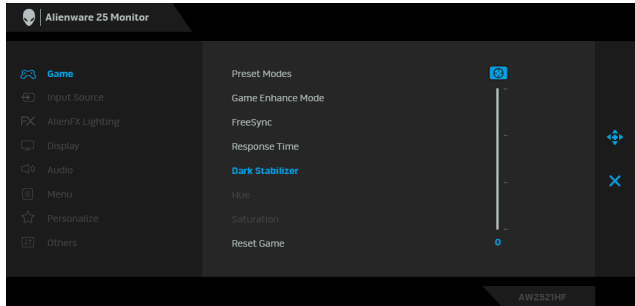 Alienware 25 Monitor
Game
Input Source
FX AlienFX Lighting
Display
Audio
Menu
Personalize
Others
Preset Modes
Game Enhance Mode
FreeSync
Response Time
Dark Stabilizer
Hue
Saturation
Reset Game
0
AW2521HF